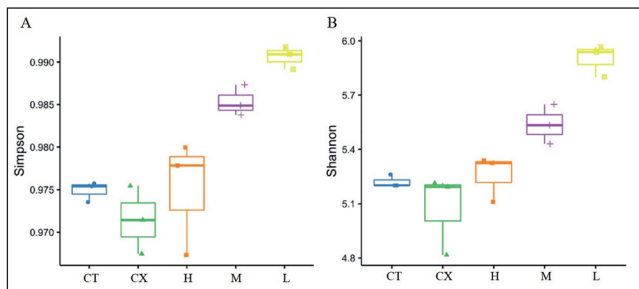 A
B
Simpson
0.990
0.985
0.980
0.975
0.970
CT CX H M L
Shannon
6.0
5.7
5.4
5.1
4.8
CT CX H M L